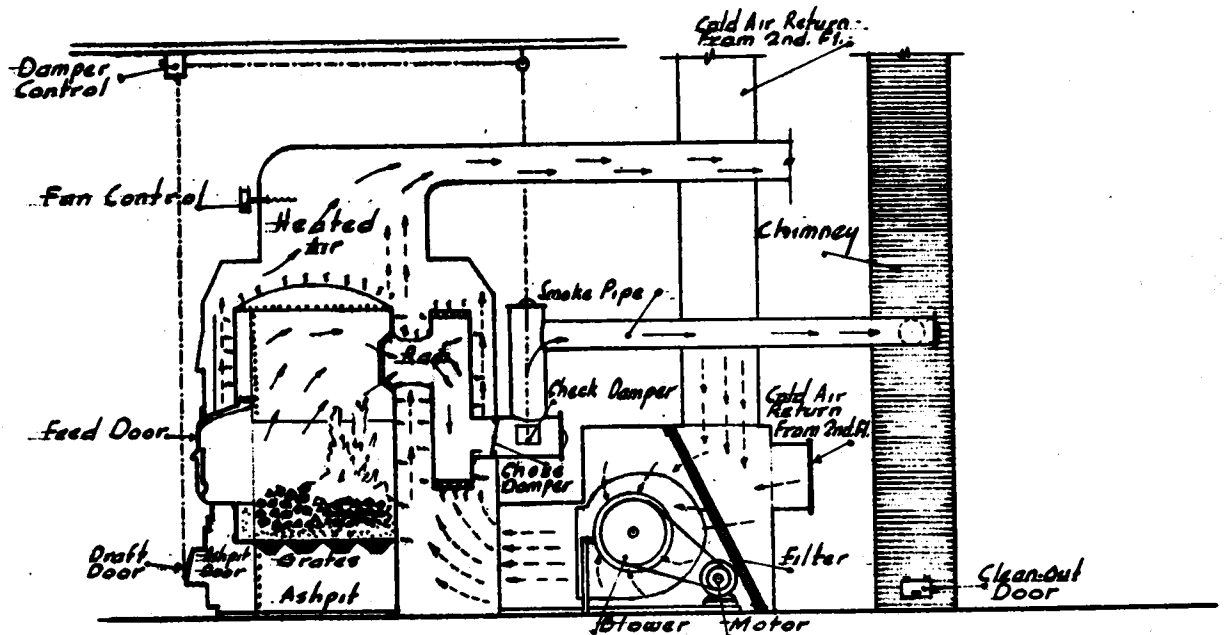 Cold Air Return
From 2nd. Fl.
Damper
Control
Fan Control
Heated
Air
Chimney
Smoke Pipe
Rad.
Check Damper
Cold Air
Return
From 2nd. Fl.
Feed Door
Choke
Damper
Draft
Door
Ashpit
Door
Grates
Ashpit
Filter
Clean-Out
Door
Blower
Motor